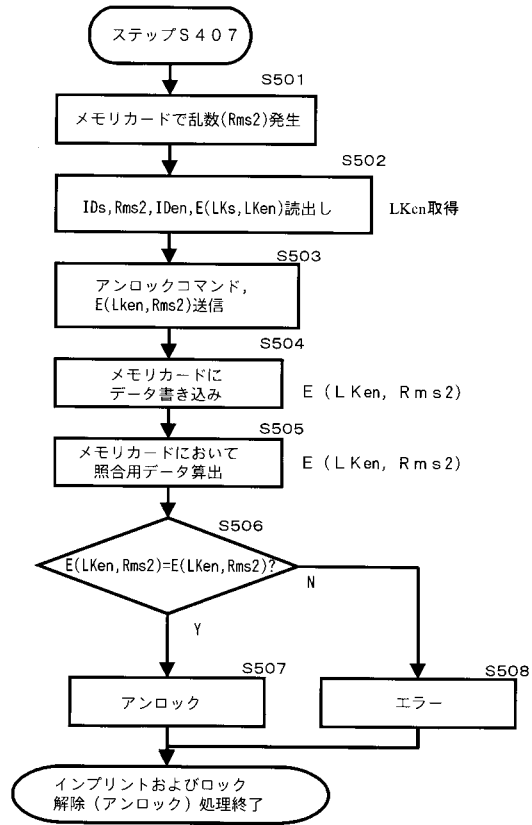 ステップＳ４０７
S501
メモリカードで乱数(Rms2)発生
S502
IDs,Rms2,IDen,E(LKs,LKen)読出し
LKen取得
S503
アンロックコマンド,
E(Lken,Rms2)送信
S504
メモリカードに
データ書き込み
Ｅ（ＬＫen，Ｒｍｓ2）
S505
メモリカードにおいて
照合用データ算出
Ｅ（ＬＫen，Ｒｍｓ2）
S506
E(LKen,Rms2)=E(LKen,Rms2)?
N
Y
S507
アンロック
S508
エラー
インプリントおよびロック
解除（アンロック）処理終了